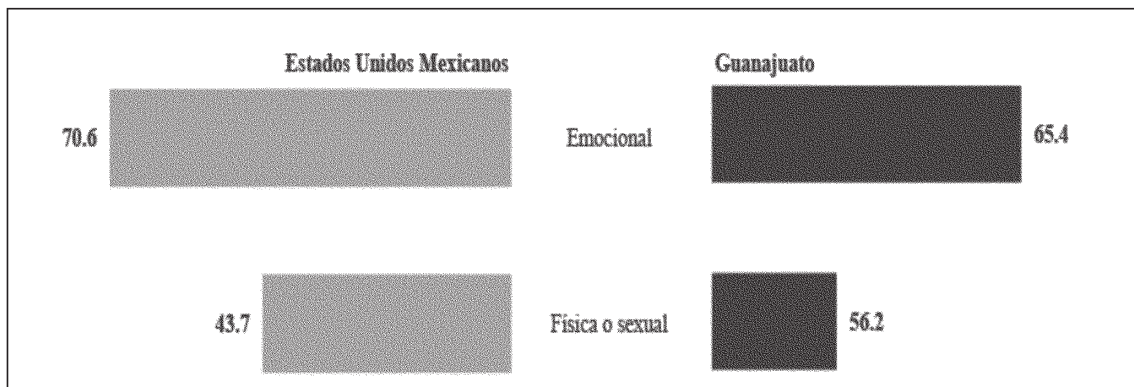 Estados Unidos Mexicanos Guanajuato
70.6 Emocional 65.4
43.7 Física o sexual 56.2